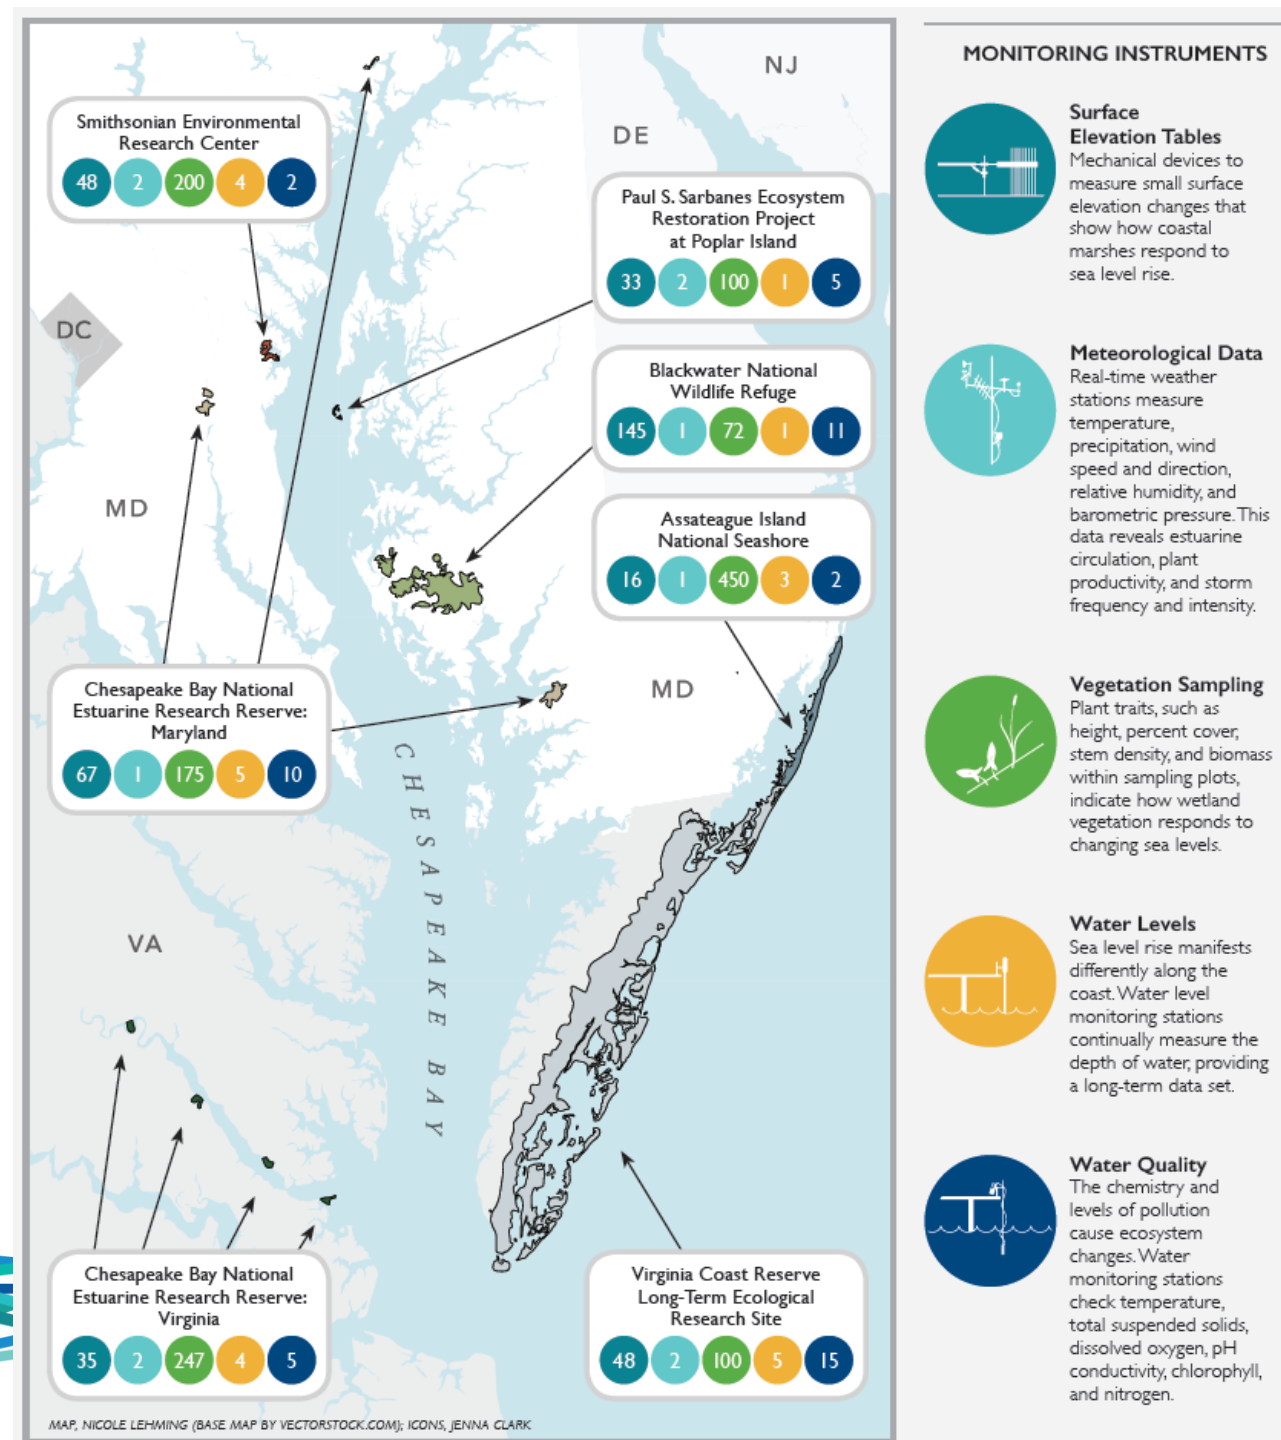 NJ
DE
Smithsonian Environmental
Research Center
48 2 200 4 2
Paul S. Sarbanes Ecosystem
Restoration Project
at Poplar Island
33 2 100 1 5
DC
Blackwater National
Wildlife Refuge
145 1 72 1 11
MD
Assateague Island
National Seashore
16 1 450 3 2
Chesapeake Bay National
Estuarine Research Reserve:
Maryland
67 1 175 5 10
MD
CHESAPEAKE BAY
VA
Chesapeake Bay National
Estuarine Research Reserve:
Virginia
35 2 247 4 5
Virginia Coast Reserve
Long-Term Ecological
Research Site
48 2 100 5 15
MAP, NICOLE LEHMING (BASE MAP BY VECTORSTOCK.COM); ICONS, JENNA CLARK
MONITORING INSTRUMENTS
Surface
Elevation Tables
Mechanical devices to
measure small surface
elevation changes that
show how coastal
marshes respond to
sea level rise.
Meteorological Data
Real-time weather
stations measure
temperature,
precipitation, wind
speed and direction,
relative humidity, and
barometric pressure. This
data reveals estuarine
circulation, plant
productivity, and storm
frequency and intensity.
Vegetation Sampling
Plant traits, such as
height, percent cover,
stem density, and biomass
within sampling plots,
indicate how wetland
vegetation responds to
changing sea levels.
Water Levels
Sea level rise manifests
differently along the
coast. Water level
monitoring stations
continually measure the
depth of water, providing
a long-term data set.
Water Quality
The chemistry and
levels of pollution
cause ecosystem
changes. Water
monitoring stations
check temperature,
total suspended solids,
dissolved oxygen, pH
conductivity, chlorophyll,
and nitrogen.